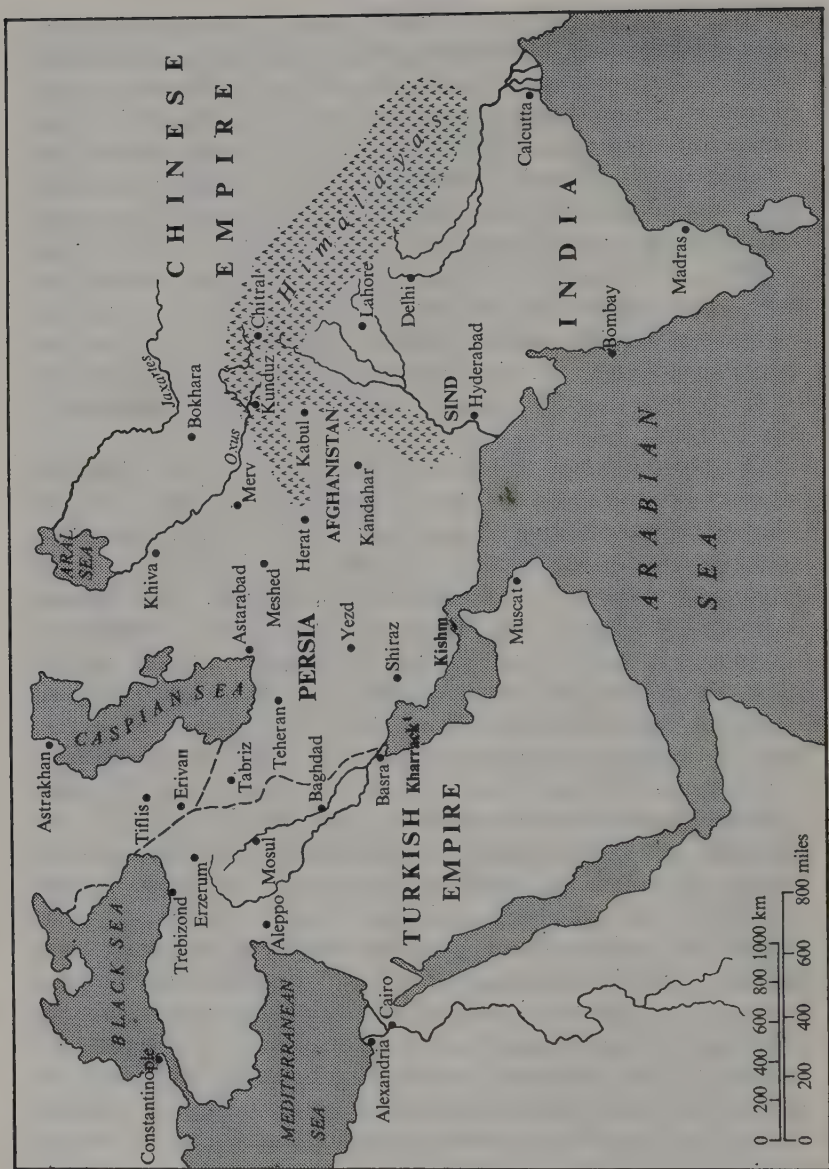 CHINESE
EMPIRE
Himalayas
Jaxartes
Bokhara
Oxus
Chitral
Kunduz
ARAL
SEA
Khiva
Merv
Kabul
Herat
AFGHANISTAN
Kandahar
Lahore
Delhi
Calcutta
SIND
Hyderabad
INDIA
Bombay
Madras
Astrakhan
CASPIAN SEA
Astarabad
Meshed
PERSIA
Yezd
Shiraz
Kishm
Muscat
ARABIAN
SEA
Tiflis
Erivan
Tabriz
Teheran
Baghdad
Basra
Kharrack
TURKISH
EMPIRE
BLACK SEA
Constantinople
Trebizond
Erzerum
Mosul
Aleppo
MEDITERRANEAN
SEA
Alexandria
Cairo
0 200 400 600 800 1000 km
0 200 400 600 800 miles